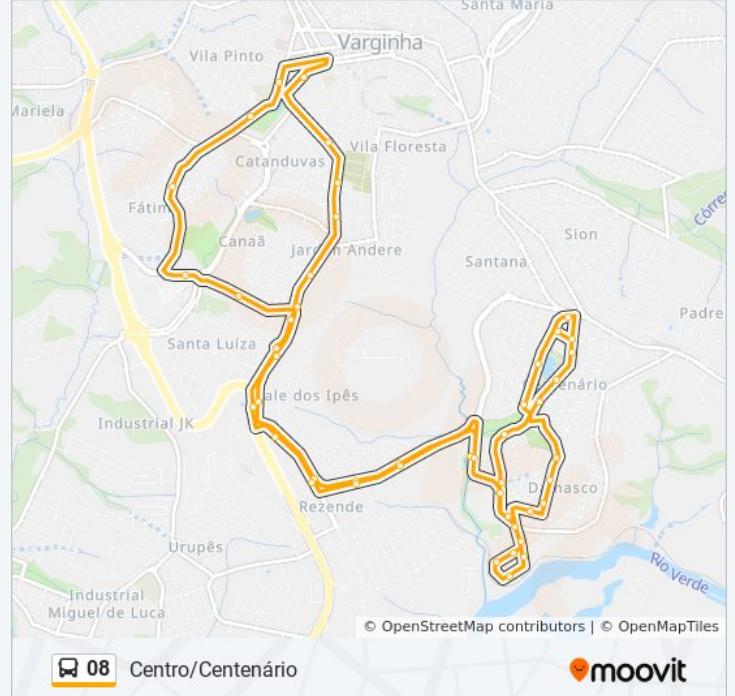 Santa Maria
Vila Pinto
Varginha
Mariela
Vila Floresta
Catanduvas
Fátim
Córre
Canaã
Jardim Andere
Sion
Santana
Padre
Santa Luíza
enário
ale dos Ipês
Industrial JK
Damasco
Rezende
Urupês
Rio Verde
Industrial
Miguel de Luca
© OpenStreetMap contributors | © OpenMapTiles
08 Centro/Centenário
moovit